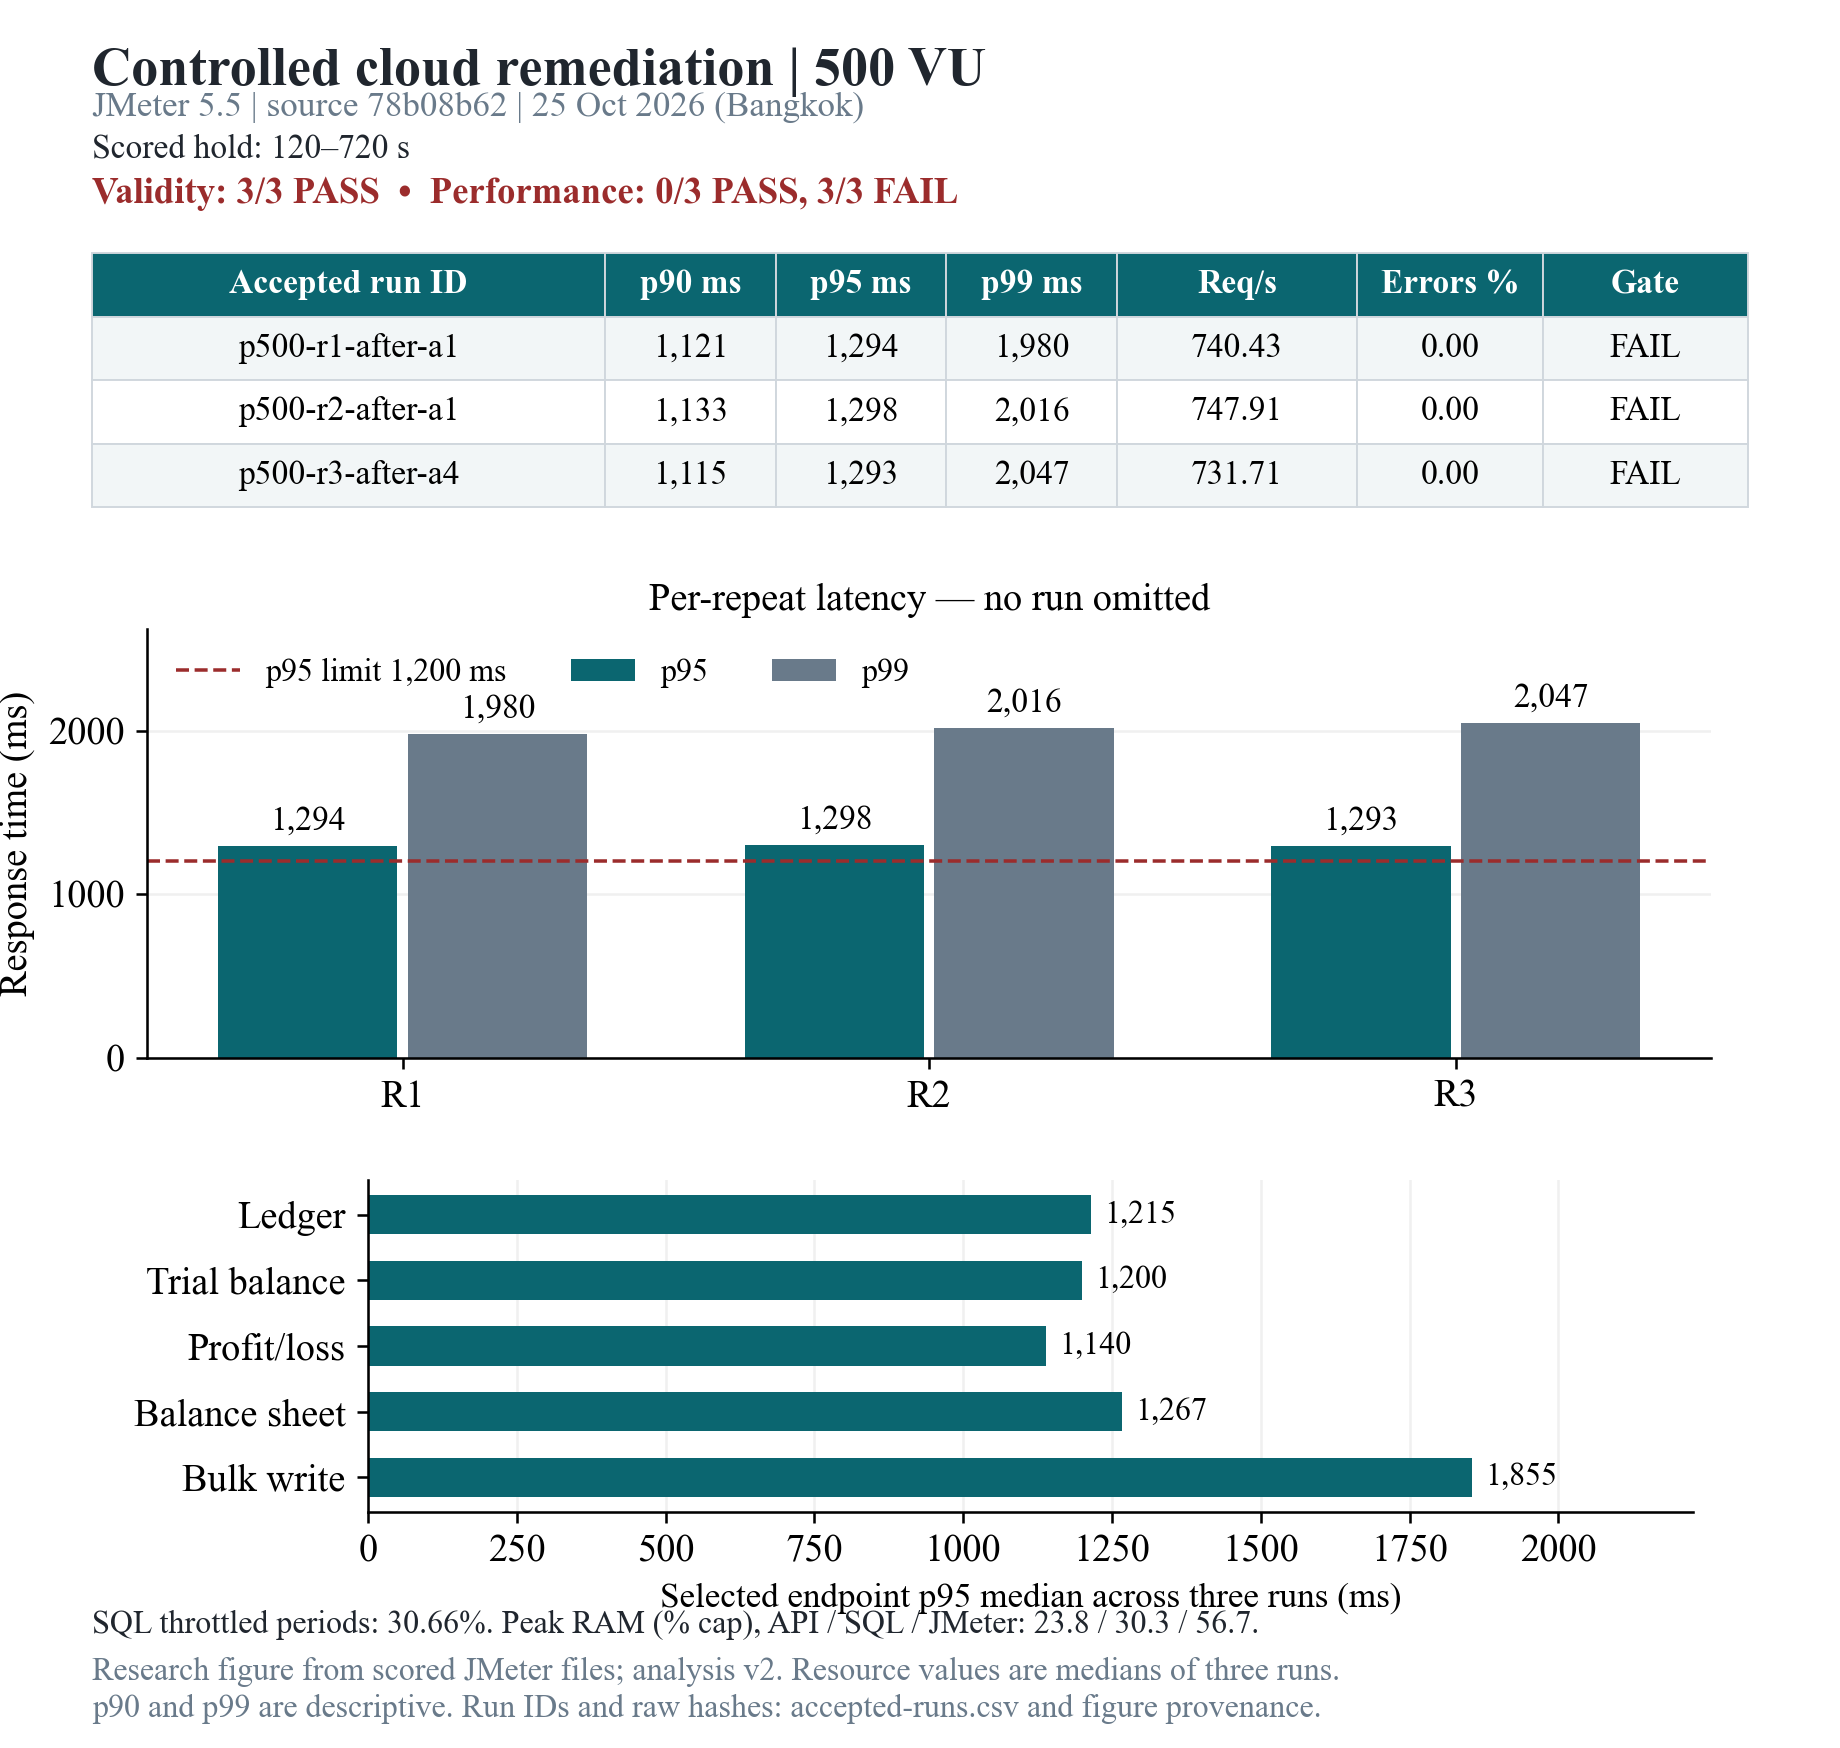 Controlled cloud remediation | 500 VU
JMeter 5.5 | source 78b08b62 | 25 Oct 2026 (Bangkok)
Scored hold: 120–720 s
Validity: 3/3 PASS • Performance: 0/3 PASS, 3/3 FAIL
Accepted run ID p90 ms p95 ms p99 ms Req/s Errors % Gate
p500-r1-after-a1 1,121 1,294 1,980 740.43 0.00 FAIL
p500-r2-after-a1 1,133 1,298 2,016 747.91 0.00 FAIL
p500-r3-after-a4 1,115 1,293 2,047 731.71 0.00 FAIL
Per-repeat latency — no run omitted
p95 limit 1,200 ms p95 p99
1,980 2,016 2,047
1,294 1,298 1,293
Response time (ms)
2000
1000
0
R1 R2 R3
Ledger 1,215
Trial balance 1,200
Profit/loss 1,140
Balance sheet 1,267
Bulk write 1,855
0 250 500 750 1000 1250 1500 1750 2000
Selected endpoint p95 median across three runs (ms)
SQL throttled periods: 30.66%. Peak RAM (% cap), API / SQL / JMeter: 23.8 / 30.3 / 56.7.
Research figure from scored JMeter files; analysis v2. Resource values are medians of three runs.
p90 and p99 are descriptive. Run IDs and raw hashes: accepted-runs.csv and figure provenance.